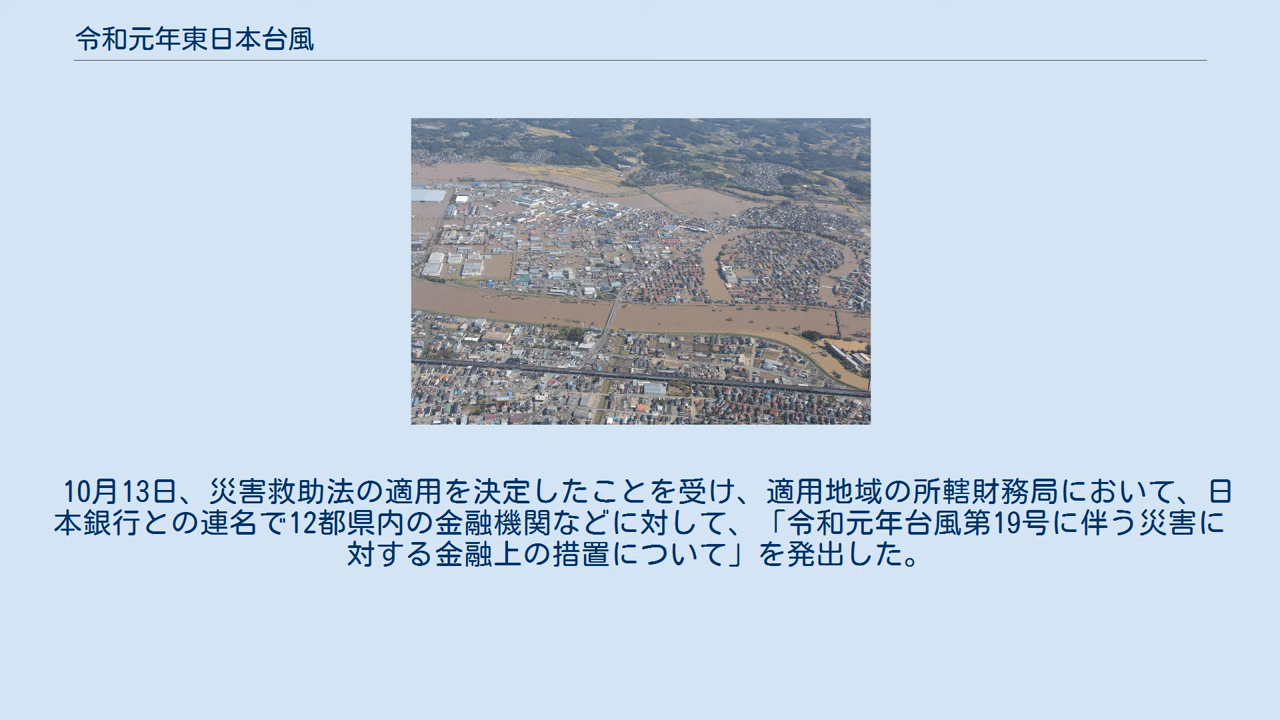 令和元年東日本台風
10月13日、災害救助法の適用を決定したことを受け、適用地域の所轄財務局において、日
本銀行との連名で12都県内の金融機関などに対して、「令和元年台風第19号に伴う災害に
対する金融上の措置について」を発出した。